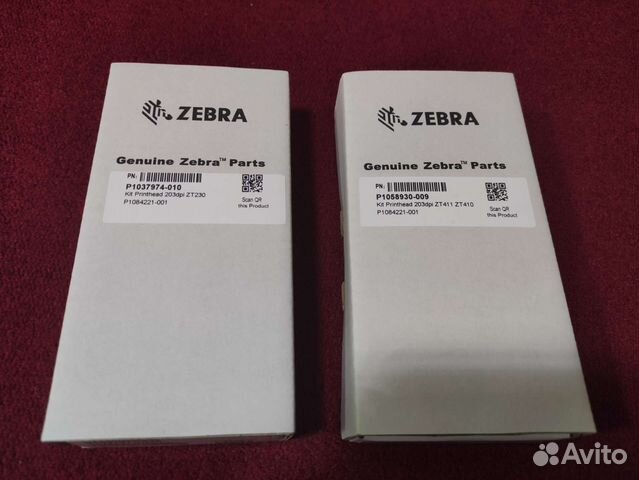 ZEBRA
Genuine Zebra™ Parts
PN:
P1037974-010
Kit Printhead 203dpi ZT230
P1084221-001
Scan QR
this Product
ZEBRA
Genuine Zebra™ Parts
PN:
P1058930-009
Kit Printhead 203dpi ZT411 ZT410
P1084221-001
Scan QR
this Product
Avito